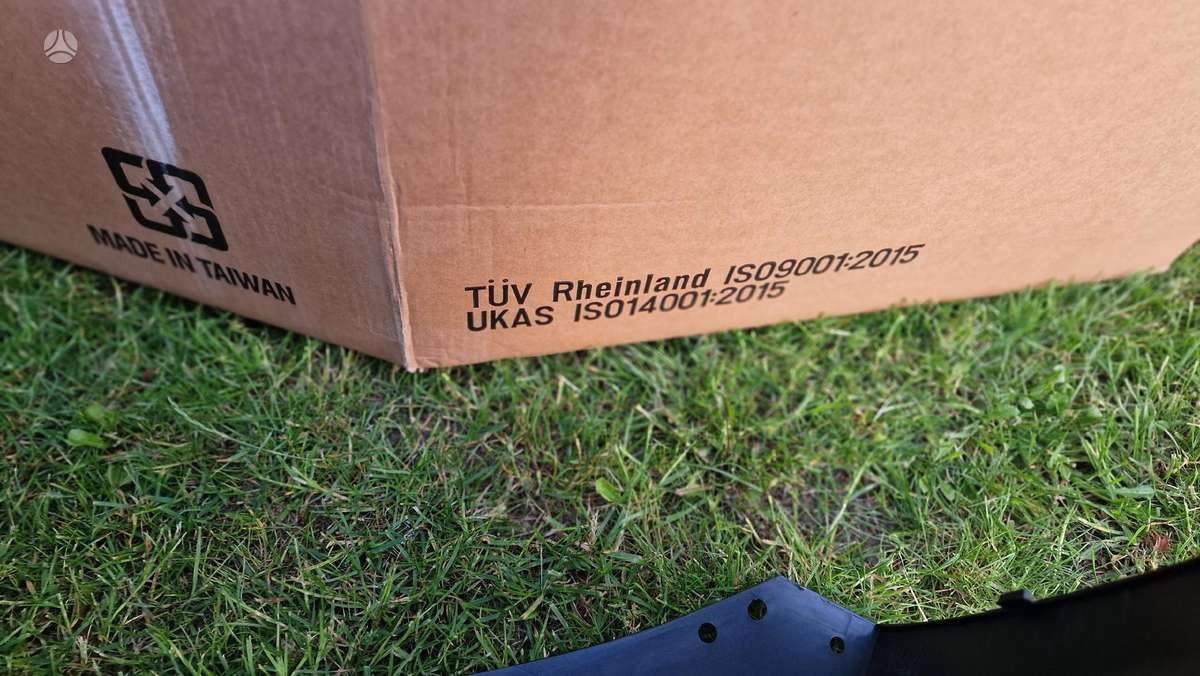 MADE IN TAIWAN
TÜV Rheinland ISO9001:2015
UKAS ISO14001:2015